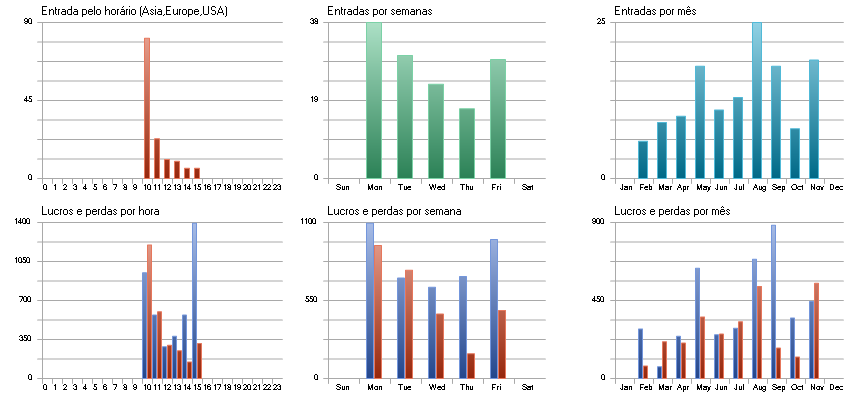 Entrada pelo horário (Asia,Europe,USA)
90
45
0
0 1 2 3 4 5 6 7 8 9 10 11 12 13 14 15 16 17 18 19 20 21 22 23
Entradas por semanas
38
19
0
Sun Mon Tue Wed Thu Fri Sat
Entradas por mês
25
0
Jan Feb Mar Apr May Jun Jul Aug Sep Oct Nov Dec
Lucros e perdas por hora
1400
1050
700
350
0
0 1 2 3 4 5 6 7 8 9 10 11 12 13 14 15 16 17 18 19 20 21 22 23
Lucros e perdas por semana
1100
550
0
Sun Mon Tue Wed Thu Fri Sat
Lucros e perdas por mês
900
450
0
Jan Feb Mar Apr May Jun Jul Aug Sep Oct Nov Dec